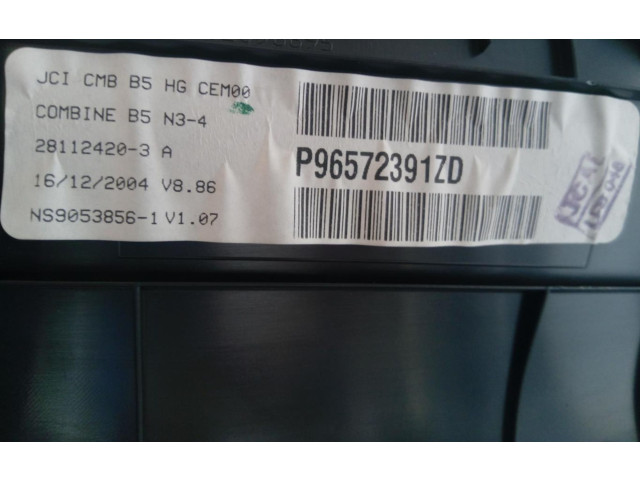 JCI CMB B5 HG CEM00
COMBINE B5 N3-4
28112420-3 A
16/12/2004 V8.86
NS9053856-1 V1.07
P96572391ZD